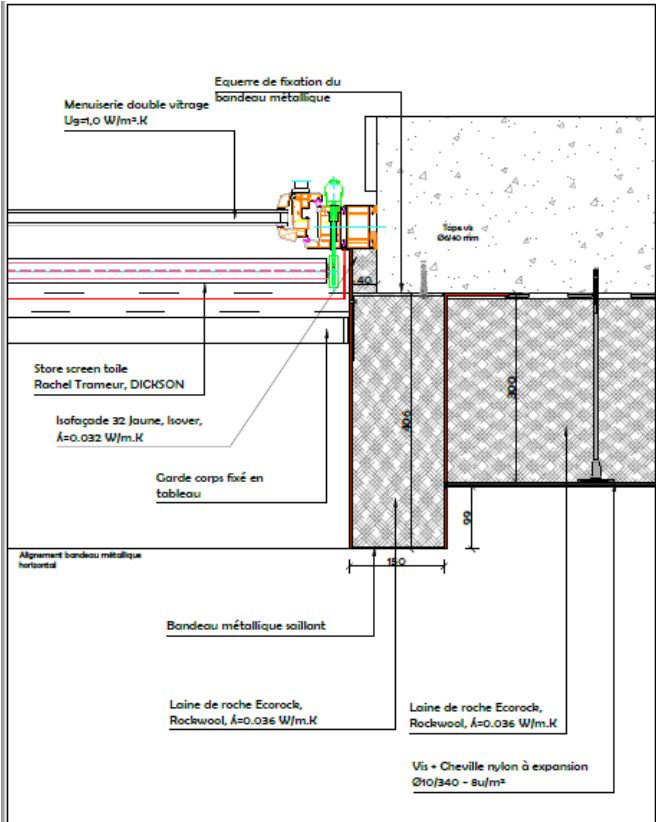 Equerre de fixation du
bandeau métallique
Menuiserie double vitrage
Ug=1,0 W/m².K
Tape vis
Ø6/40 mm
40
Store screen toile
Rachel Trameur, DICKSON
406
300
Isofaçade 32 Jaune, Isover,
λ=0.032 W/m.K
Garde corps fixé en
tableau
99
Alignement bandeau métallique
horizontal
150
Bandeau métallique saillant
Laine de roche Ecorock,
Rockwool, λ=0.036 W/m.K
Laine de roche Ecorock,
Rockwool, λ=0.036 W/m.K
Vis + Cheville nylon à expansion
Ø10/340 - 8u/m²